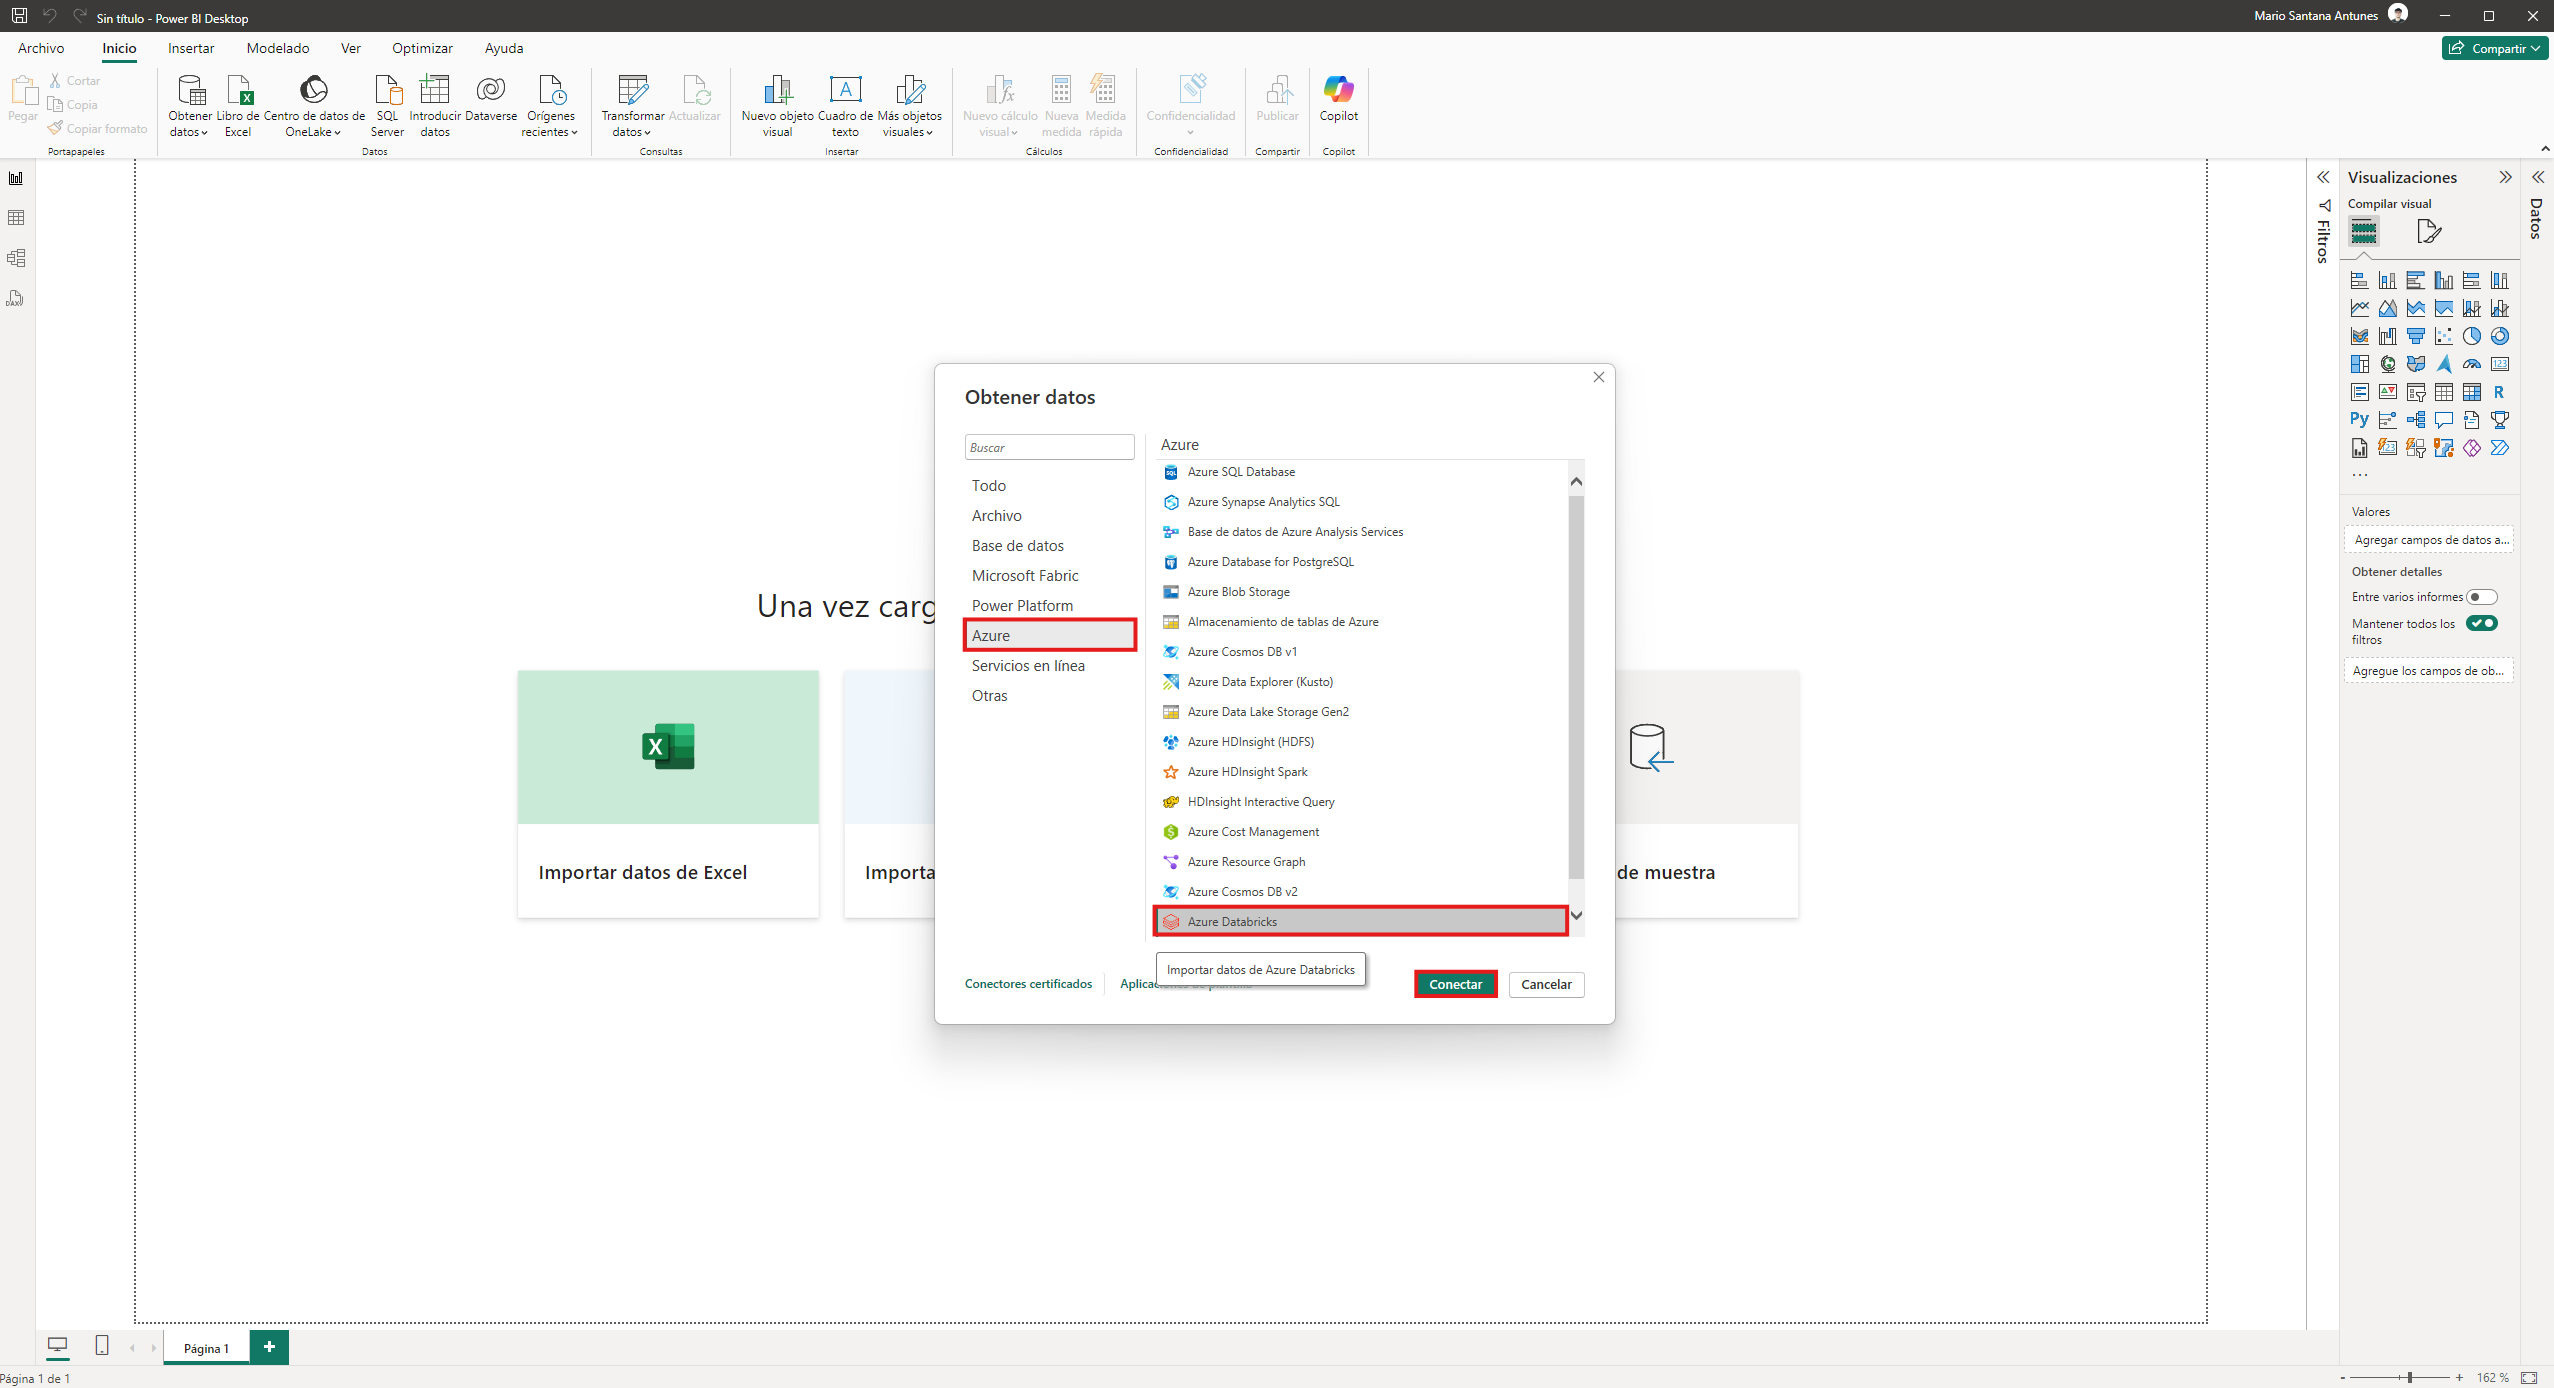 Sin título - Power BI Desktop
Mario Santana Antunes
Archivo
Inicio
Insertar
Modelado
Ver
Optimizar
Ayuda
Compartir
Pegar
Cortar
Copia
Copiar formato
Portapapeles
Obtener datos
Libro de Excel
Centro de datos de OneLake
SQL Server
Introducir datos
Dataverse
Orígenes recientes
Datos
Transformar datos
Actualizar
Consultas
Nuevo objeto visual
Cuadro de texto
Más objetos visuales
Insertar
Nuevo cálculo visual
Nueva medida
Medida rápida
Cálculos
Confidencialidad
Confidencialidad
Publicar
Compartir
Copilot
Copilot
DAX
Una vez carg
Importar datos de Excel
Importa
de muestra
Obtener datos
Buscar
Todo
Archivo
Base de datos
Microsoft Fabric
Power Platform
Azure
Servicios en línea
Otras
Azure
Azure SQL Database
Azure Synapse Analytics SQL
Base de datos de Azure Analysis Services
Azure Database for PostgreSQL
Azure Blob Storage
Almacenamiento de tablas de Azure
Azure Cosmos DB v1
Azure Data Explorer (Kusto)
Azure Data Lake Storage Gen2
Azure HDInsight (HDFS)
Azure HDInsight Spark
HDInsight Interactive Query
Azure Cost Management
Azure Resource Graph
Azure Cosmos DB v2
Azure Databricks
Importar datos de Azure Databricks
Conectores certificados
Conectar
Cancelar
Filtros
Visualizaciones
Compilar visual
123
R
Py
123
...
Valores
Agregar campos de datos a...
Obtener detalles
Entre varios informes
Mantener todos los filtros
Agregue los campos de ob...
Datos
Página 1
+
Página 1 de 1
- + 162 %